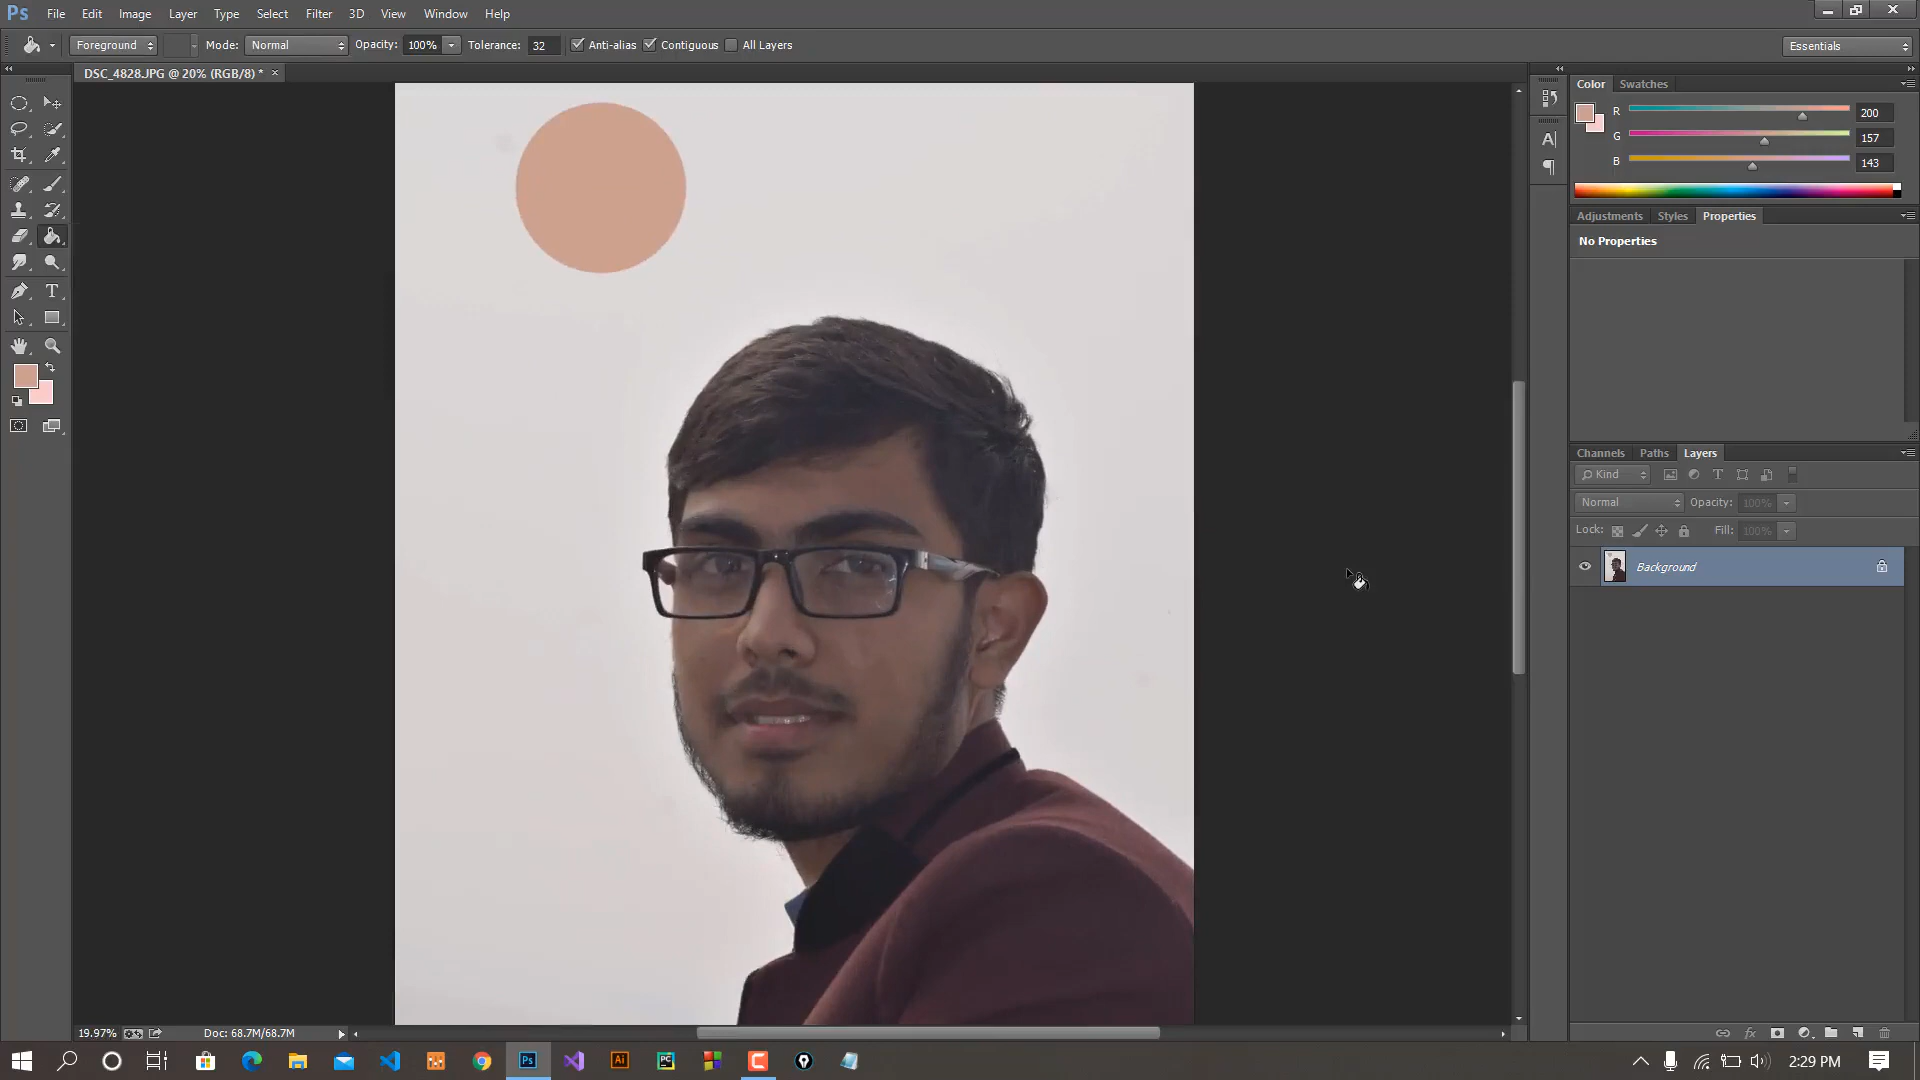 Ps File Edit Image Layer Type Select Filter 3D View Window Help
Foreground Mode: Normal Opacity: 100% Tolerance: 32 Anti-alias Contiguous All Layers Essentials
DSC_4828.JPG @ 20% (RGB/8) * ×
Color Swatches
R 200
G 157
B 143
Adjustments Styles Properties
No Properties
Channels Paths Layers
Kind
Normal Opacity: 100%
Lock: Fill: 100%
Background
19.97% Doc: 68.7M/68.7M
2:29 PM